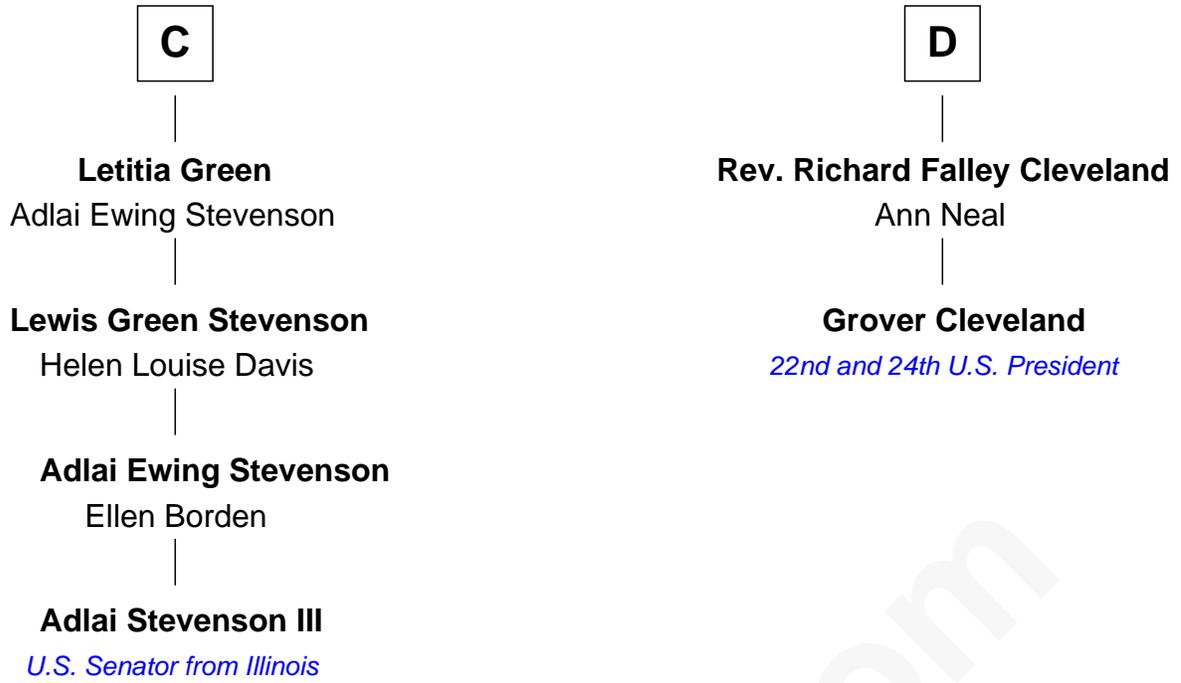 C
Letitia Green
Adlai Ewing Stevenson
Lewis Green Stevenson
Helen Louise Davis
Adlai Ewing Stevenson
Ellen Borden
Adlai Stevenson III
U.S. Senator from Illinois
D
Rev. Richard Falley Cleveland
Ann Neal
Grover Cleveland
22nd and 24th U.S. President
om